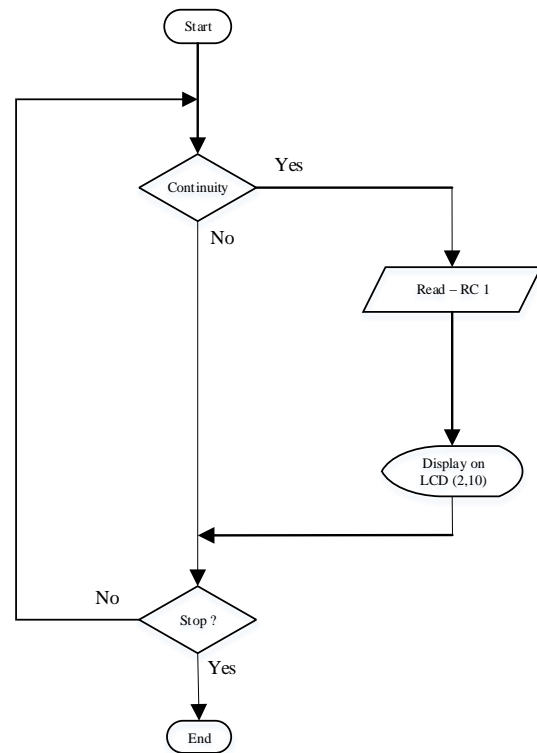 Start
Continuity
Yes
No
Read – RC 1
Display on
LCD (2,10)
No
Stop ?
Yes
End